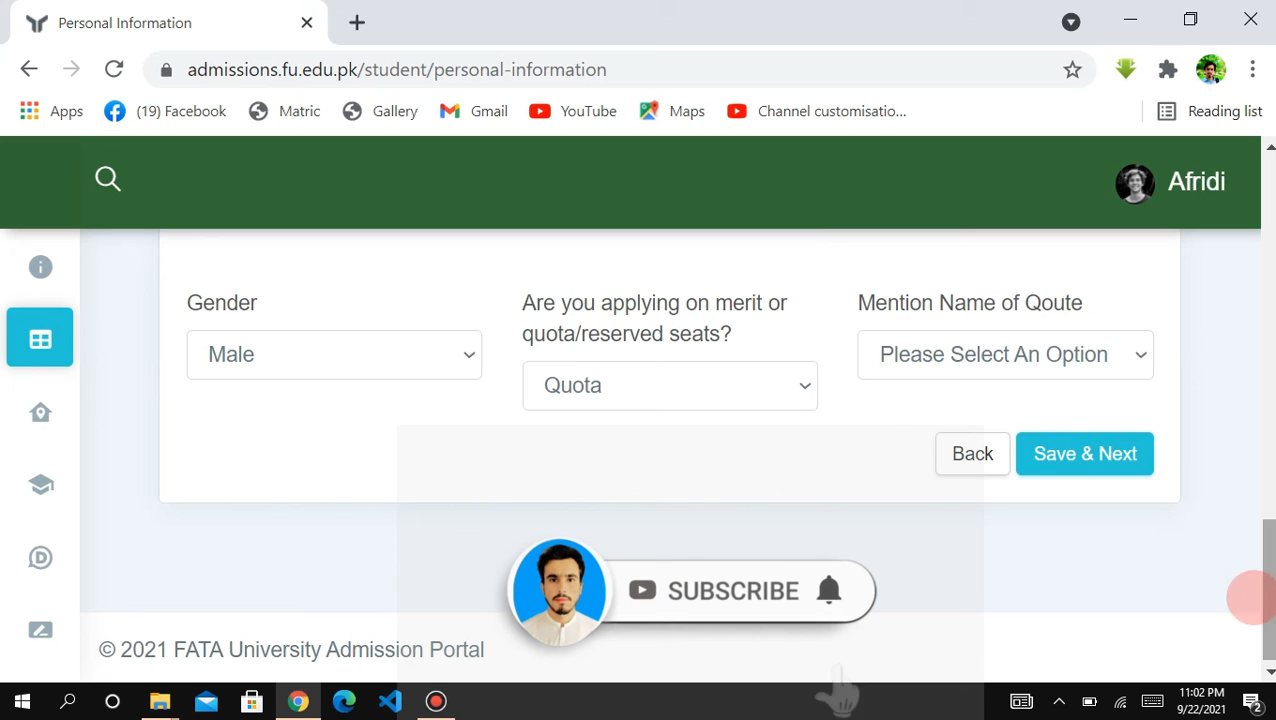 Personal Information
admissions.fu.edu.pk/student/personal-information
Apps (19) Facebook Matric Gallery Gmail YouTube Maps Channel customisatio... Reading list
Afridi
Gender
Are you applying on merit or
quota/reserved seats?
Mention Name of Qoute
Male
Quota
Please Select An Option
Back Save & Next
SUBSCRIBE
© 2021 FATA University Admission Portal
11:02 PM
9/22/2021
2